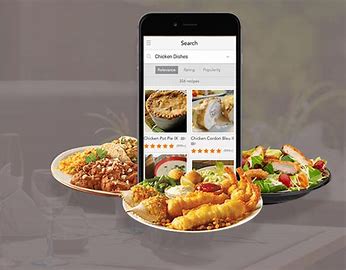 Search
Chicken Dishes
Relevance Rating Popularity
356 recipes
Chicken Pot Pie IX
Chicken Cordon Bleu II